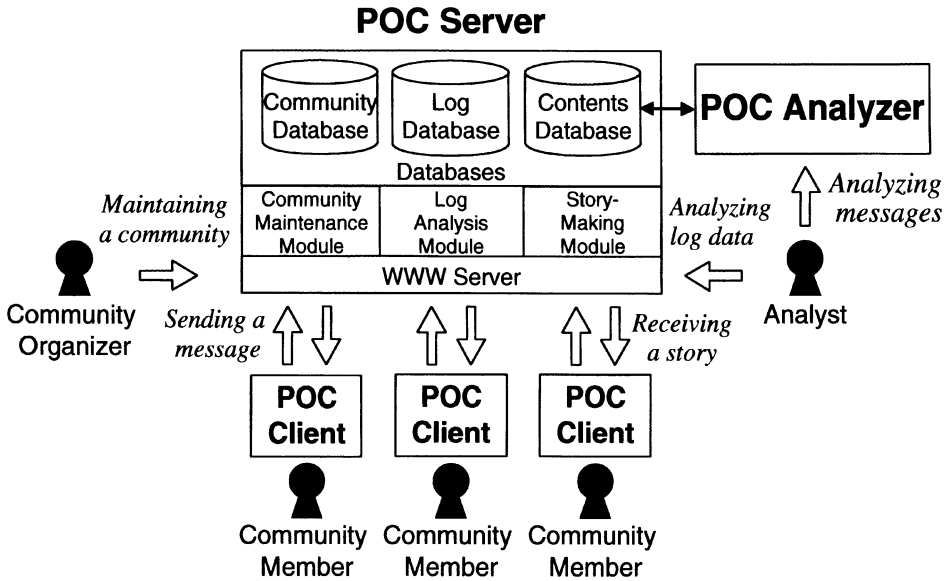 POC Server
Community
Database
Log
Database
Contents
Database
Databases
POC Analyzer
Community
Maintenance
Module
Log
Analysis
Module
Story-
Making
Module
WWW Server
Maintaining
a community
Analyzing
log data
Analyzing
messages
Community
Organizer
Analyst
Sending a
message
Receiving
a story
POC
Client
POC
Client
POC
Client
Community
Member
Community
Member
Community
Member